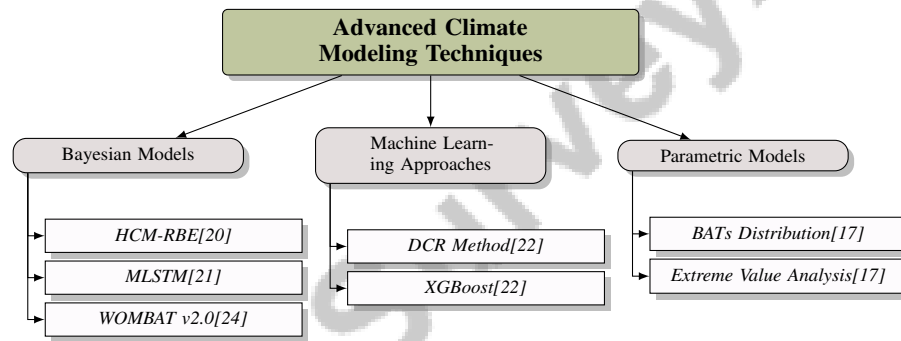 Advanced Climate
Modeling Techniques
Bayesian Models
Machine Learn-
ing Approaches
Parametric Models
HCM-RBE[20]
MLSTM[21]
WOMBAT v2.0[24]
DCR Method[22]
XGBoost[22]
BATs Distribution[17]
Extreme Value Analysis[17]